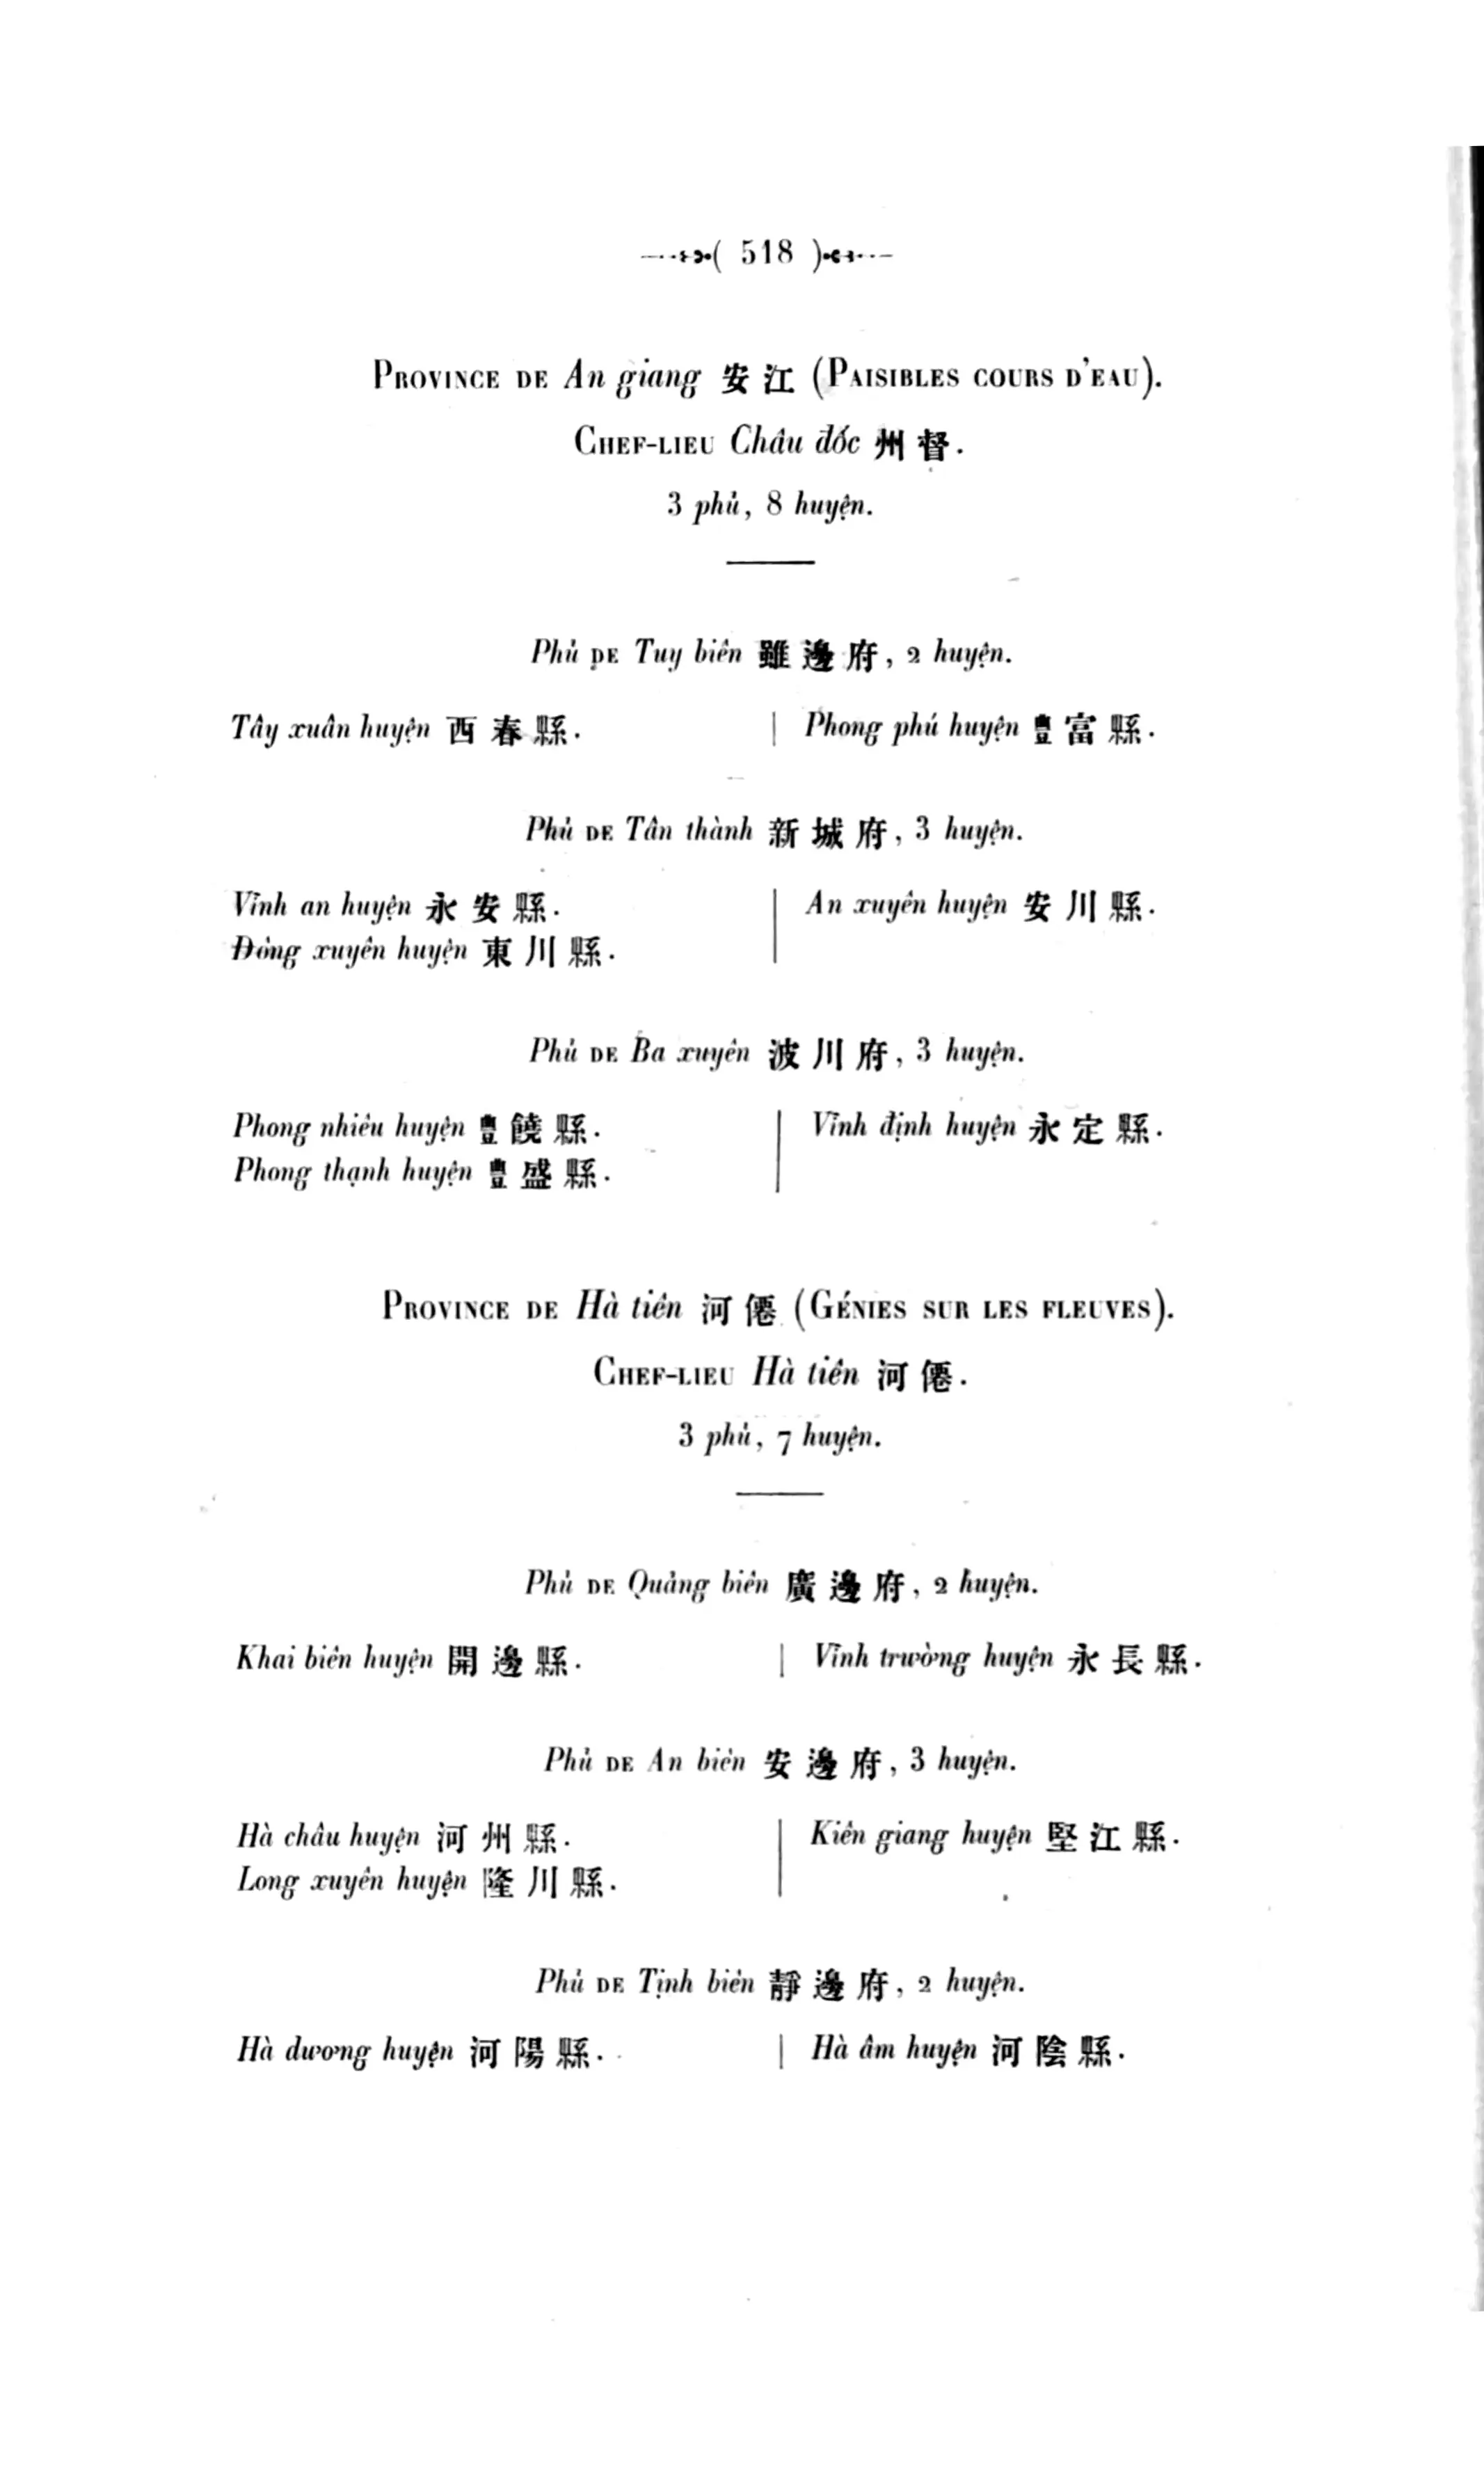 ( 518 )
PROVINCE DE An giang 安江 (PAISIBLES COURS D'EAU).
CHEF-LIEU Châu đốc 州督.
3 phủ, 8 huyện.
Phủ DE Tuy biên 雖邊府, 2 huyện.
Tây xuân huyện 西春縣. | Phong phú huyện 豐富縣.
Phủ DE Tân thành 新城府, 3 huyện.
Vĩnh an huyện 永安縣. | An xuyên huyện 安川縣.
Đông xuyên huyện 東川縣.
Phủ DE Ba xuyên 波川府, 3 huyện.
Phong nhiêu huyện 豐饒縣. | Vĩnh định huyện 永定縣.
Phong thạnh huyện 豐盛縣.
PROVINCE DE Hà tiên 河僊 (GÉNIES SUR LES FLEUVES).
CHEF-LIEU Hà tiên 河僊.
3 phủ, 7 huyện.
Phủ DE Quảng biên 廣邊府, 2 huyện.
Khai biên huyện 開邊縣. | Vĩnh trường huyện 永長縣.
Phủ DE An biên 安邊府, 3 huyện.
Hà châu huyện 河州縣. | Kiên giang huyện 堅江縣.
Long xuyên huyện 隆川縣.
Phủ DE Tịnh biên 靜邊府, 2 huyện.
Hà dương huyện 河陽縣. | Hà âm huyện 河陰縣.